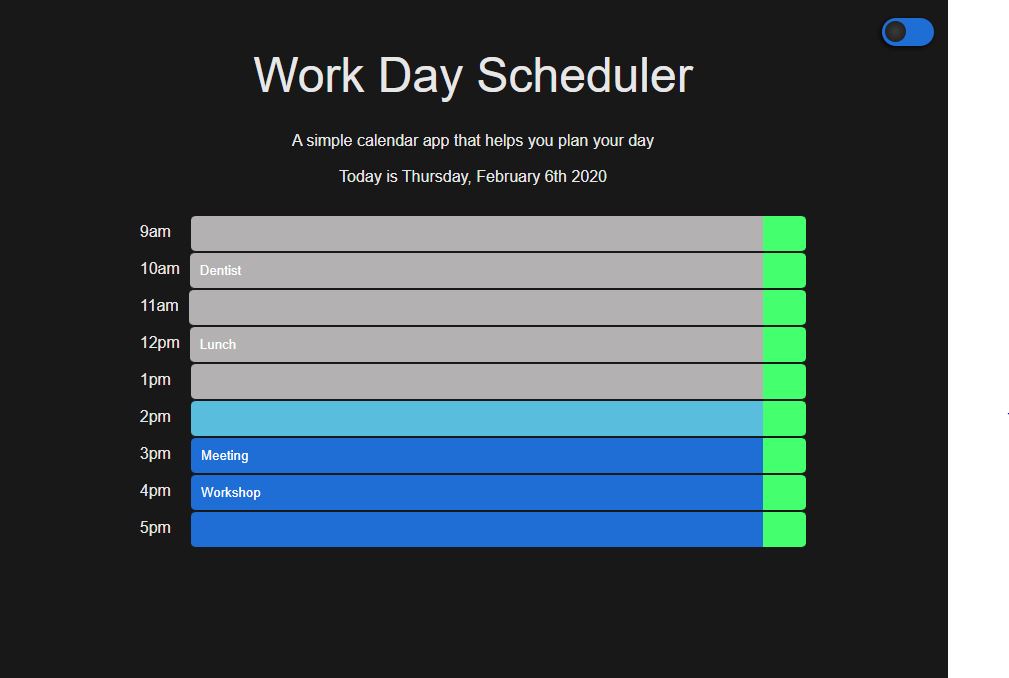 Work Day Scheduler
A simple calendar app that helps you plan your day
Today is Thursday, February 6th 2020
9am
10am Dentist
11am
12pm Lunch
1pm
2pm
3pm Meeting
4pm Workshop
5pm